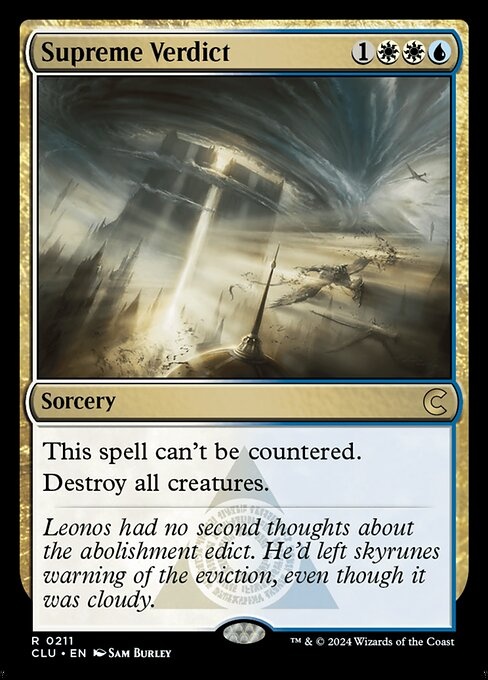 Supreme Verdict 1
Sorcery
This spell can't be countered.
Destroy all creatures.
Leonos had no second thoughts about
the abolishment edict. He'd left skyrunes
warning of the eviction, even though it
was cloudy.
R 0211
CLU • EN SAM BURLEY
™ & © 2024 Wizards of the Coast